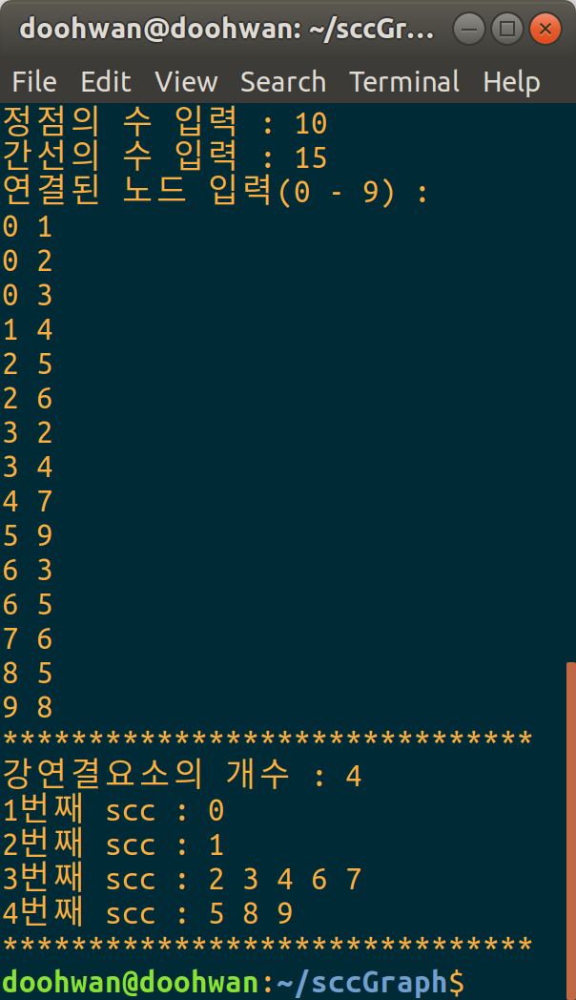 doohwan@doohwan: ~/sccGr...
File Edit View Search Terminal Help
정점의 수 입력 : 10
간선의 수 입력 : 15
연결된 노드 입력(0 - 9) :
0 1
0 2
0 3
1 4
2 5
2 6
3 2
3 4
4 7
5 9
6 3
6 5
7 6
8 5
9 8
*******************************
강연결요소의 개수 : 4
1번째 scc : 0
2번째 scc : 1
3번째 scc : 2 3 4 6 7
4번째 scc : 5 8 9
*******************************
doohwan@doohwan:~/sccGraph$